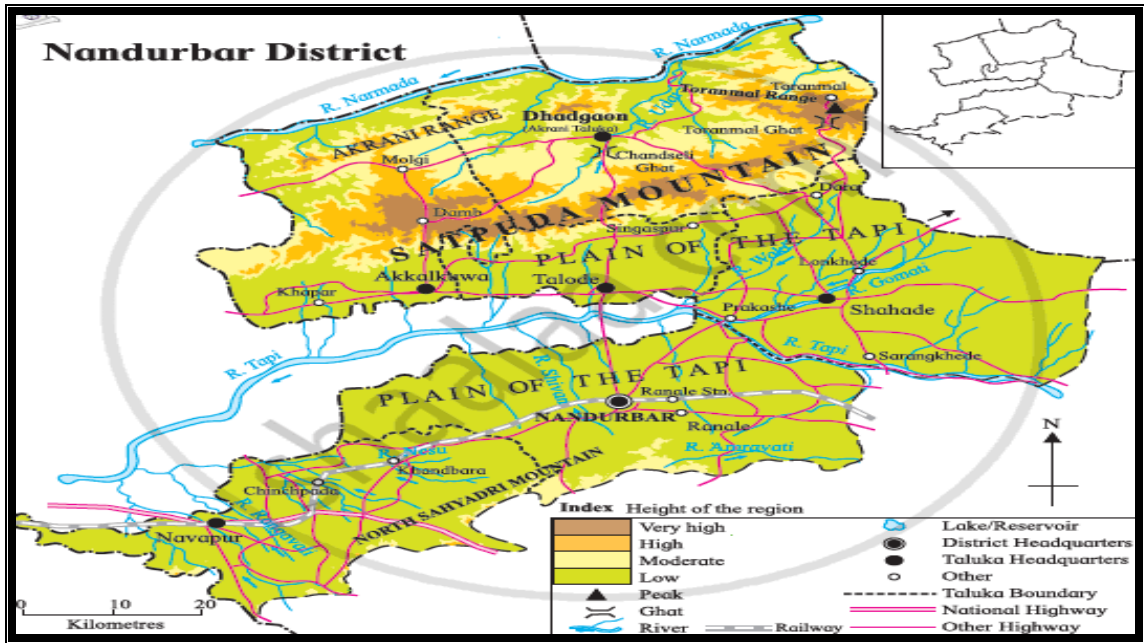 Nandurbar District
R. Narmada
R. Narmada
Toranmal
Toranmal Range
R. Udai
Dhadgaon
(Akrani Taluka)
AKRANI RANGE
Toranmal Ghat
Molgi
Chandseli
Ghat
SATPUDA MOUNTAIN
Dara
Singaspur
PLAIN OF THE TAPI
Lonkhede
R. Gomati
Akkalkuwa
Talode
Khapar
Prakashe
Shahade
R. Tapi
R. Tapi
Sarangkhede
R. Shivan
PLAIN OF THE TAPI
Ranale Stn.
NANDURBAR
Ranale
R. Nesu
R. Amravati
Khandbara
Chinchpada
NORTH SAHYADRI MOUNTAIN
R. Rangavali
Navapur
N
0 10 20
Kilometres
Index Height of the region
Very high
High
Moderate
Low
Peak
Ghat
River
Railway
Lake/Reservoir
District Headquarters
Taluka Headquarters
Other
Taluka Boundary
National Highway
Other Highway